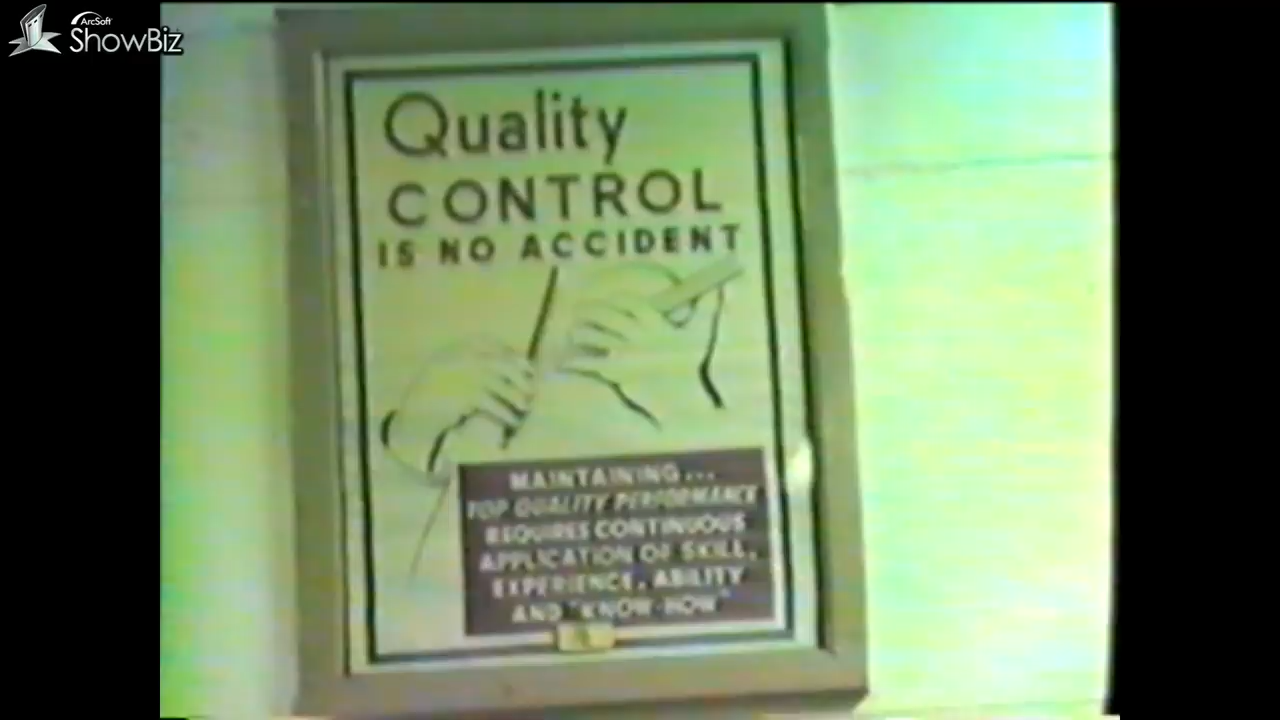 ArcSoft
ShowBiz
Quality
CONTROL
IS NO ACCIDENT
MAINTAINING...
TOP QUALITY PERFORMANCE
REQUIRES CONTINUOUS
APPLICATION OF SKILL,
EXPERIENCE, ABILITY
AND "KNOW-HOW"